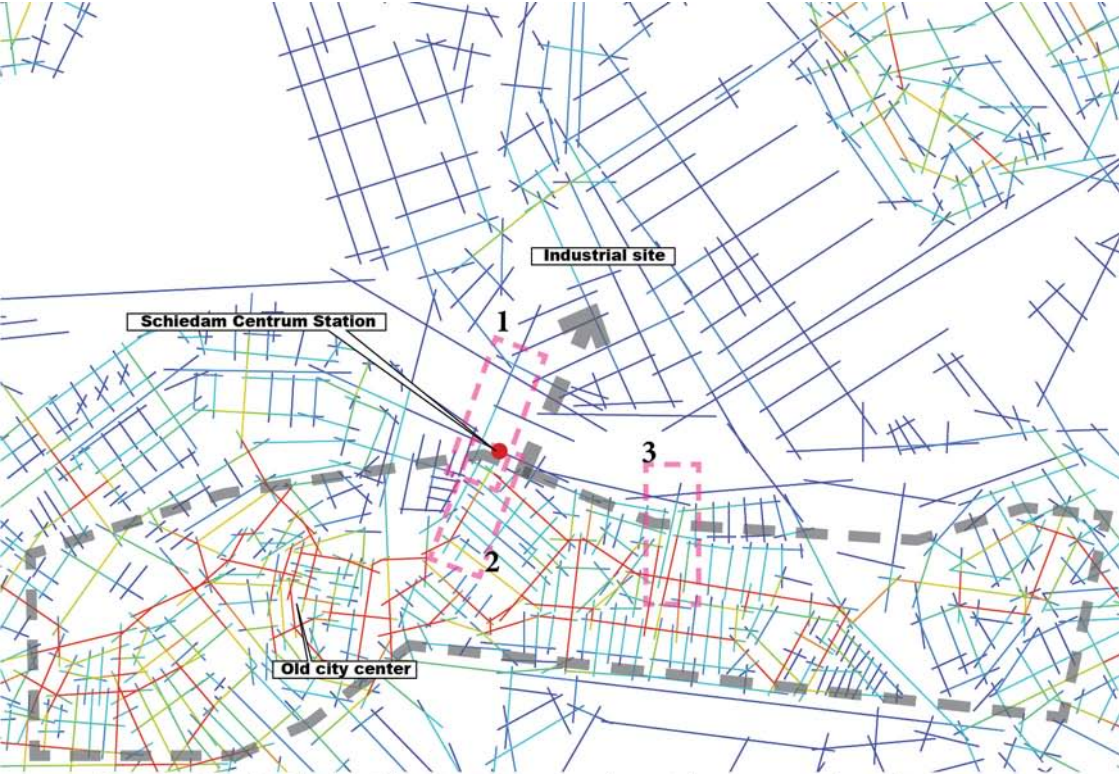 Industrial site
1
Schiedam Centrum Station
3
2
Old city center